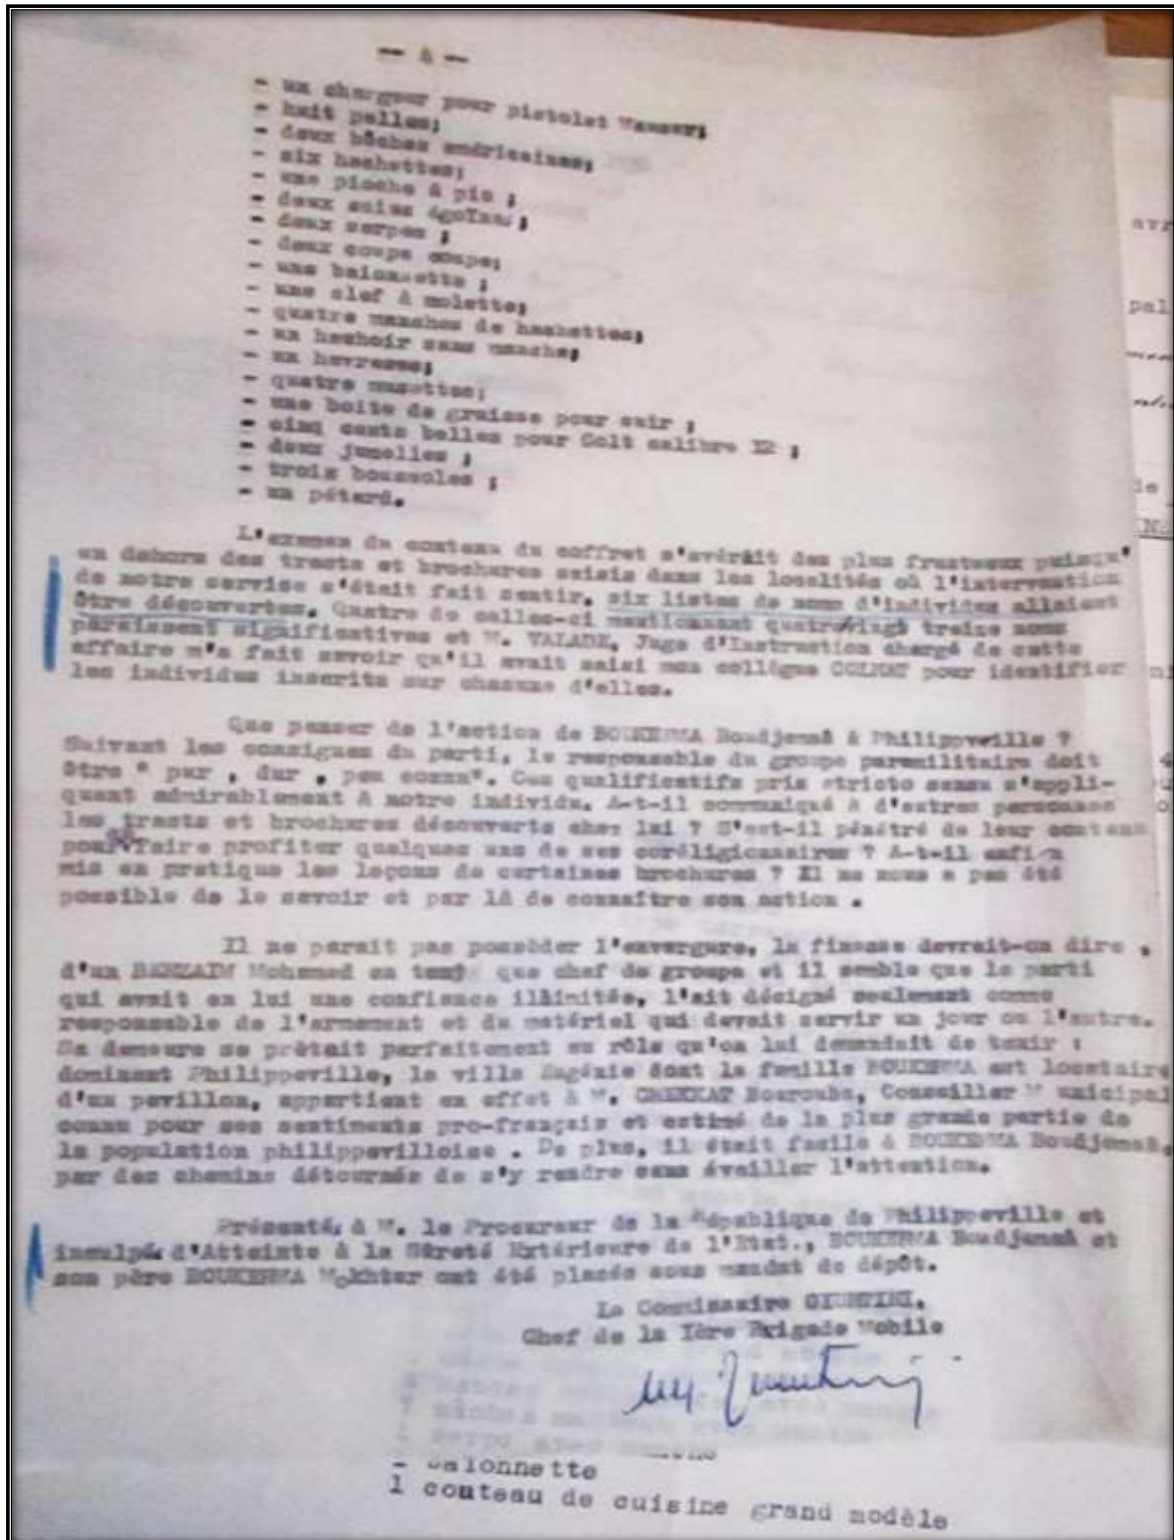 — 4 —
- un chargeur pour pistolet Mauser;
- huit pelles;
- deux bâches américaines;
- six hachettes;
- une pioche à pic ;
- deux scies égoïnes;
- deux serpes ;
- deux coupe coupe;
- une baionnette ;
- une clef à molette;
- quatre manches de hachettes;
- un hachoir sans manche;
- un havresac;
- quatre musettes;
- une boite de graisse pour cuir ;
- cinq cents balles pour Colt calibre I2 ;
- deux jumelles ;
- trois boussoles ;
- un pétard.
L'examen du contenu du coffret s'avérait des plus fructueux puisqu'
en dehors des tracts et brochures saisis dans les localités où l'intervention
de notre service s'était fait sentir, six listes de noms d'individus allaient
être découvertes. Quatre de celles-ci mentionnant quatre vingt treize noms
paraissent significatives et M. VALADE, Juge d'Instruction chargé de cette
affaire m'a fait savoir qu'il avait saisi mon collègue pour identifier
les individus inscrits sur chacune d'elles.
Que penser de l'action de BOUKERMA Boudjemaâ à Philippeville ?
Suivant les consignes du parti, le responsable du groupe paramilitaire doit
être " pur , dur , peu connu". Ces qualificatifs pris stricto sensu s'appli-
quent admirablement à notre individu. A-t-il communiqué à d'autres personnes
les tracts et brochures découverts chez lui ? S'est-il pénétré de leur contenu
pour faire profiter quelques uns de ses coréligionnaires ? A-t-il enfin
mis en pratique les leçons de certaines brochures ? Il ne nous a pas été
possible de le savoir et par là de connaître son action .
Il ne parait pas posséder l'envergure, la finesse devrait-on dire ,
d'un BENZAIM Mohamed en tant que chef de groupe et il semble que le parti
qui avait en lui une confiance illimitée, l'ait désigné seulement comme
responsable de l'armement et du matériel qui devait servir un jour ou l'autre.
Sa demeure se prêtait parfaitement au rôle qu'on lui demandait de tenir :
dominant Philippeville, la villa Eugénie dont la famille BOUKERMA est locataire
d'un pavillon, appartient en effet à M. Bourouba, Conseiller M unicipal
connu pour ses sentiments pro-français et estimé de la plus grande partie de
la population philippevilloise . De plus, il était facile à BOUKERMA Boudjemaâ,
par des chemins détournés de s'y rendre sans éveiller l'attention.
Présentés à M. le Procureur de la République de Philippeville et
inculpés d'Atteinte à la Sûreté Extérieure de l'Etat., BOUKERMA Boudjemaâ et
son père BOUKERMA Mokhtar ont été placés sous mandat de dépôt.
Le Commissaire
Chef de la Ière Brigade Mobile
baionnette
1 couteau de cuisine grand modèle